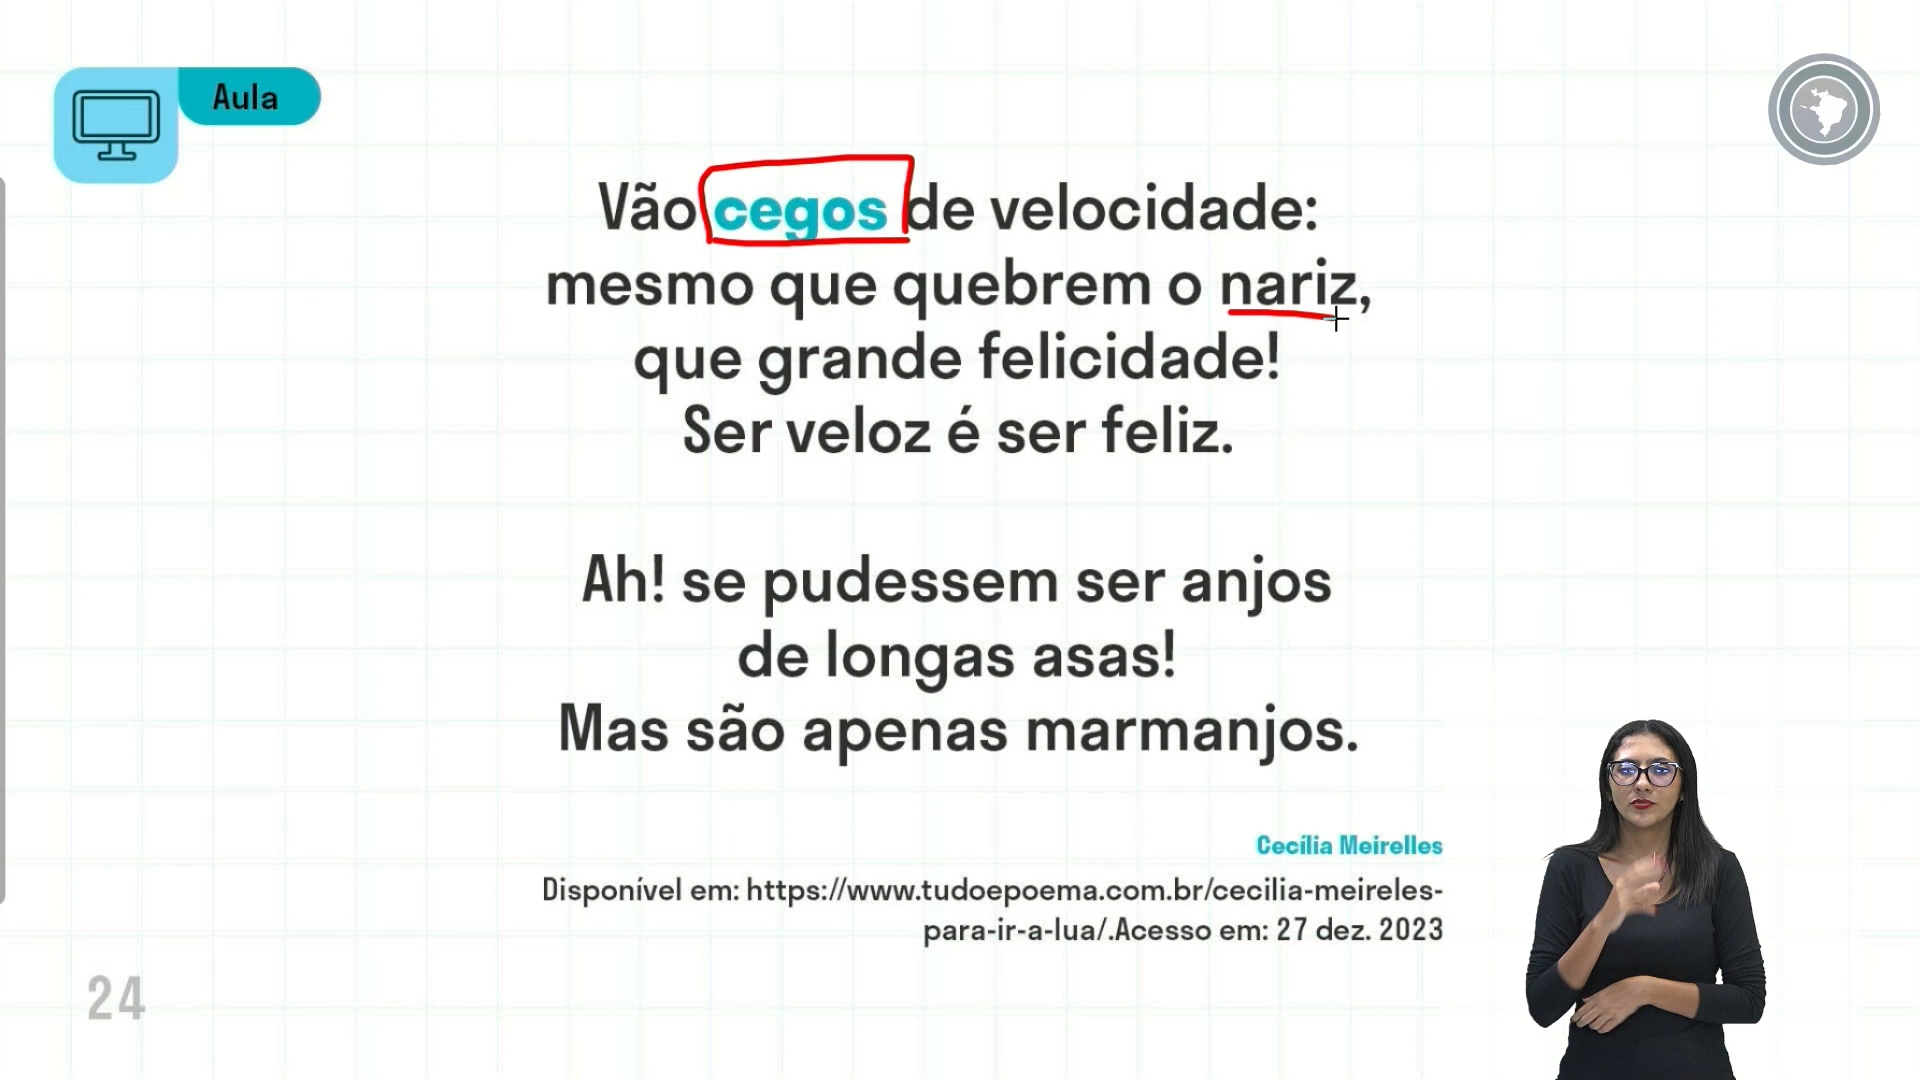 Aula
Vão cegos de velocidade:
mesmo que quebrem o nariz,
que grande felicidade!
Ser veloz é ser feliz.
Ah! se pudessem ser anjos
de longas asas!
Mas são apenas marmanjos.
Cecília Meirelles
Disponível em: https://www.tudoepoema.com.br/cecilia-meireles-
para-ir-a-lua/.Acesso em: 27 dez. 2023
24